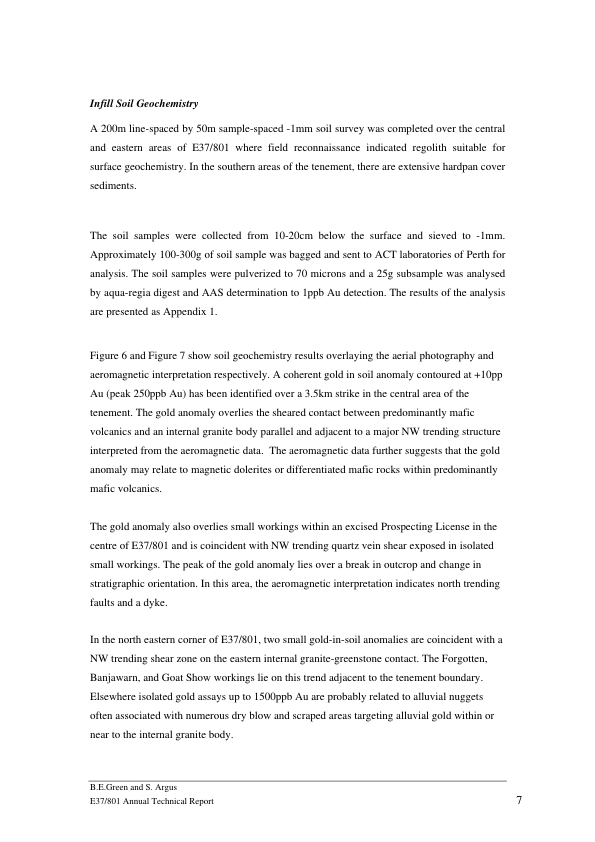 Infill Soil Geochemistry
A 200m line-spaced by 50m sample-spaced -1mm soil survey was completed over the central
and eastern areas of E37/801 where field reconnaissance indicated regolith suitable for
surface geochemistry. In the southern areas of the tenement, there are extensive hardpan cover
sediments.
The soil samples were collected from 10-20cm below the surface and sieved to -1mm.
Approximately 100-300g of soil sample was bagged and sent to ACT laboratories of Perth for
analysis. The soil samples were pulverized to 70 microns and a 25g subsample was analysed
by aqua-regia digest and AAS determination to 1ppb Au detection. The results of the analysis
are presented as Appendix 1.
Figure 6 and Figure 7 show soil geochemistry results overlaying the aerial photography and
aeromagnetic interpretation respectively. A coherent gold in soil anomaly contoured at +10pp
Au (peak 250ppb Au) has been identified over a 3.5km strike in the central area of the
tenement. The gold anomaly overlies the sheared contact between predominantly mafic
volcanics and an internal granite body parallel and adjacent to a major NW trending structure
interpreted from the aeromagnetic data.  The aeromagnetic data further suggests that the gold
anomaly may relate to magnetic dolerites or differentiated mafic rocks within predominantly
mafic volcanics.
The gold anomaly also overlies small workings within an excised Prospecting License in the
centre of E37/801 and is coincident with NW trending quartz vein shear exposed in isolated
small workings. The peak of the gold anomaly lies over a break in outcrop and change in
stratigraphic orientation. In this area, the aeromagnetic interpretation indicates north trending
faults and a dyke.
In the north eastern corner of E37/801, two small gold-in-soil anomalies are coincident with a
NW trending shear zone on the eastern internal granite-greenstone contact. The Forgotten,
Banjawarn, and Goat Show workings lie on this trend adjacent to the tenement boundary.
Elsewhere isolated gold assays up to 1500ppb Au are probably related to alluvial nuggets
often associated with numerous dry blow and scraped areas targeting alluvial gold within or
near to the internal granite body.
B.E.Green and S. Argus
E37/801 Annual Technical Report
7